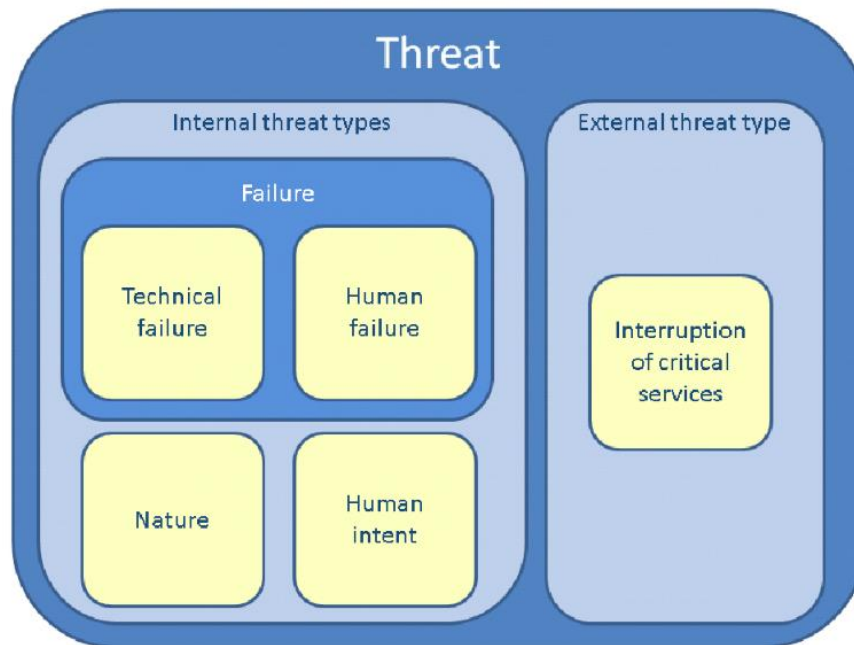 Threat
Internal threat types
External threat type
Failure
Technical
failure
Human
failure
Interruption
of critical
services
Nature
Human
intent